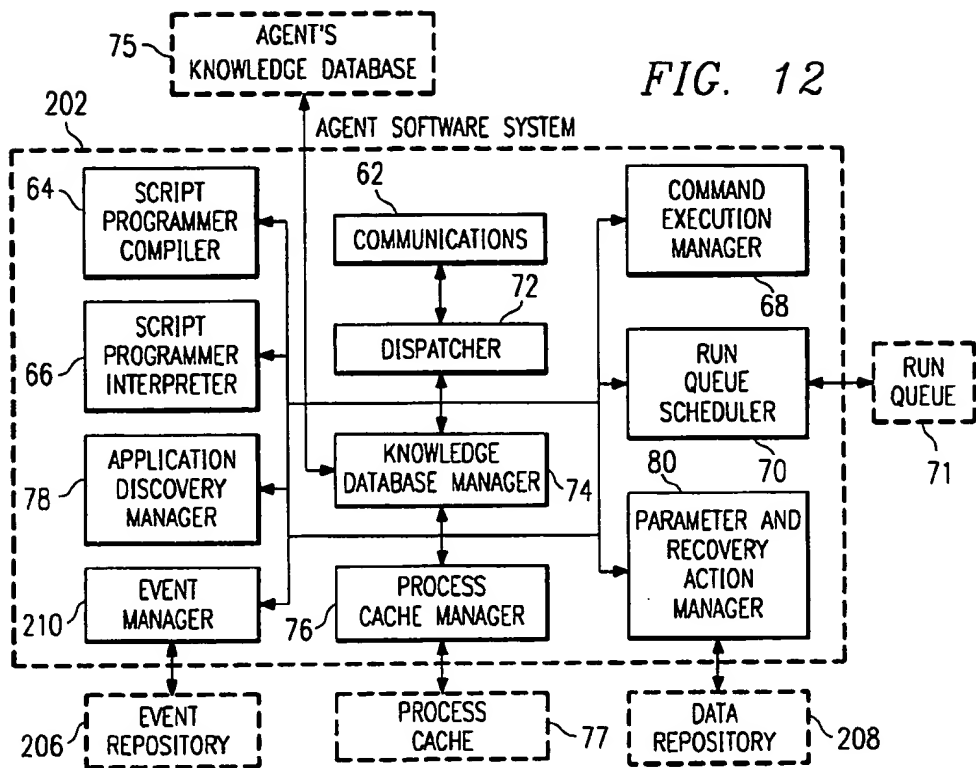 75
AGENT'S
KNOWLEDGE DATABASE
FIG. 12
202
AGENT SOFTWARE SYSTEM
64
SCRIPT
PROGRAMMER
COMPILER
62
COMMUNICATIONS
COMMAND
EXECUTION
MANAGER
68
72
DISPATCHER
66
SCRIPT
PROGRAMMER
INTERPRETER
RUN
QUEUE
SCHEDULER
70
RUN
QUEUE
71
78
APPLICATION
DISCOVERY
MANAGER
KNOWLEDGE
DATABASE MANAGER
74
80
PARAMETER AND
RECOVERY
ACTION
MANAGER
210
EVENT
MANAGER
76
PROCESS
CACHE MANAGER
206
EVENT
REPOSITORY
PROCESS
CACHE
77
DATA
REPOSITORY
208